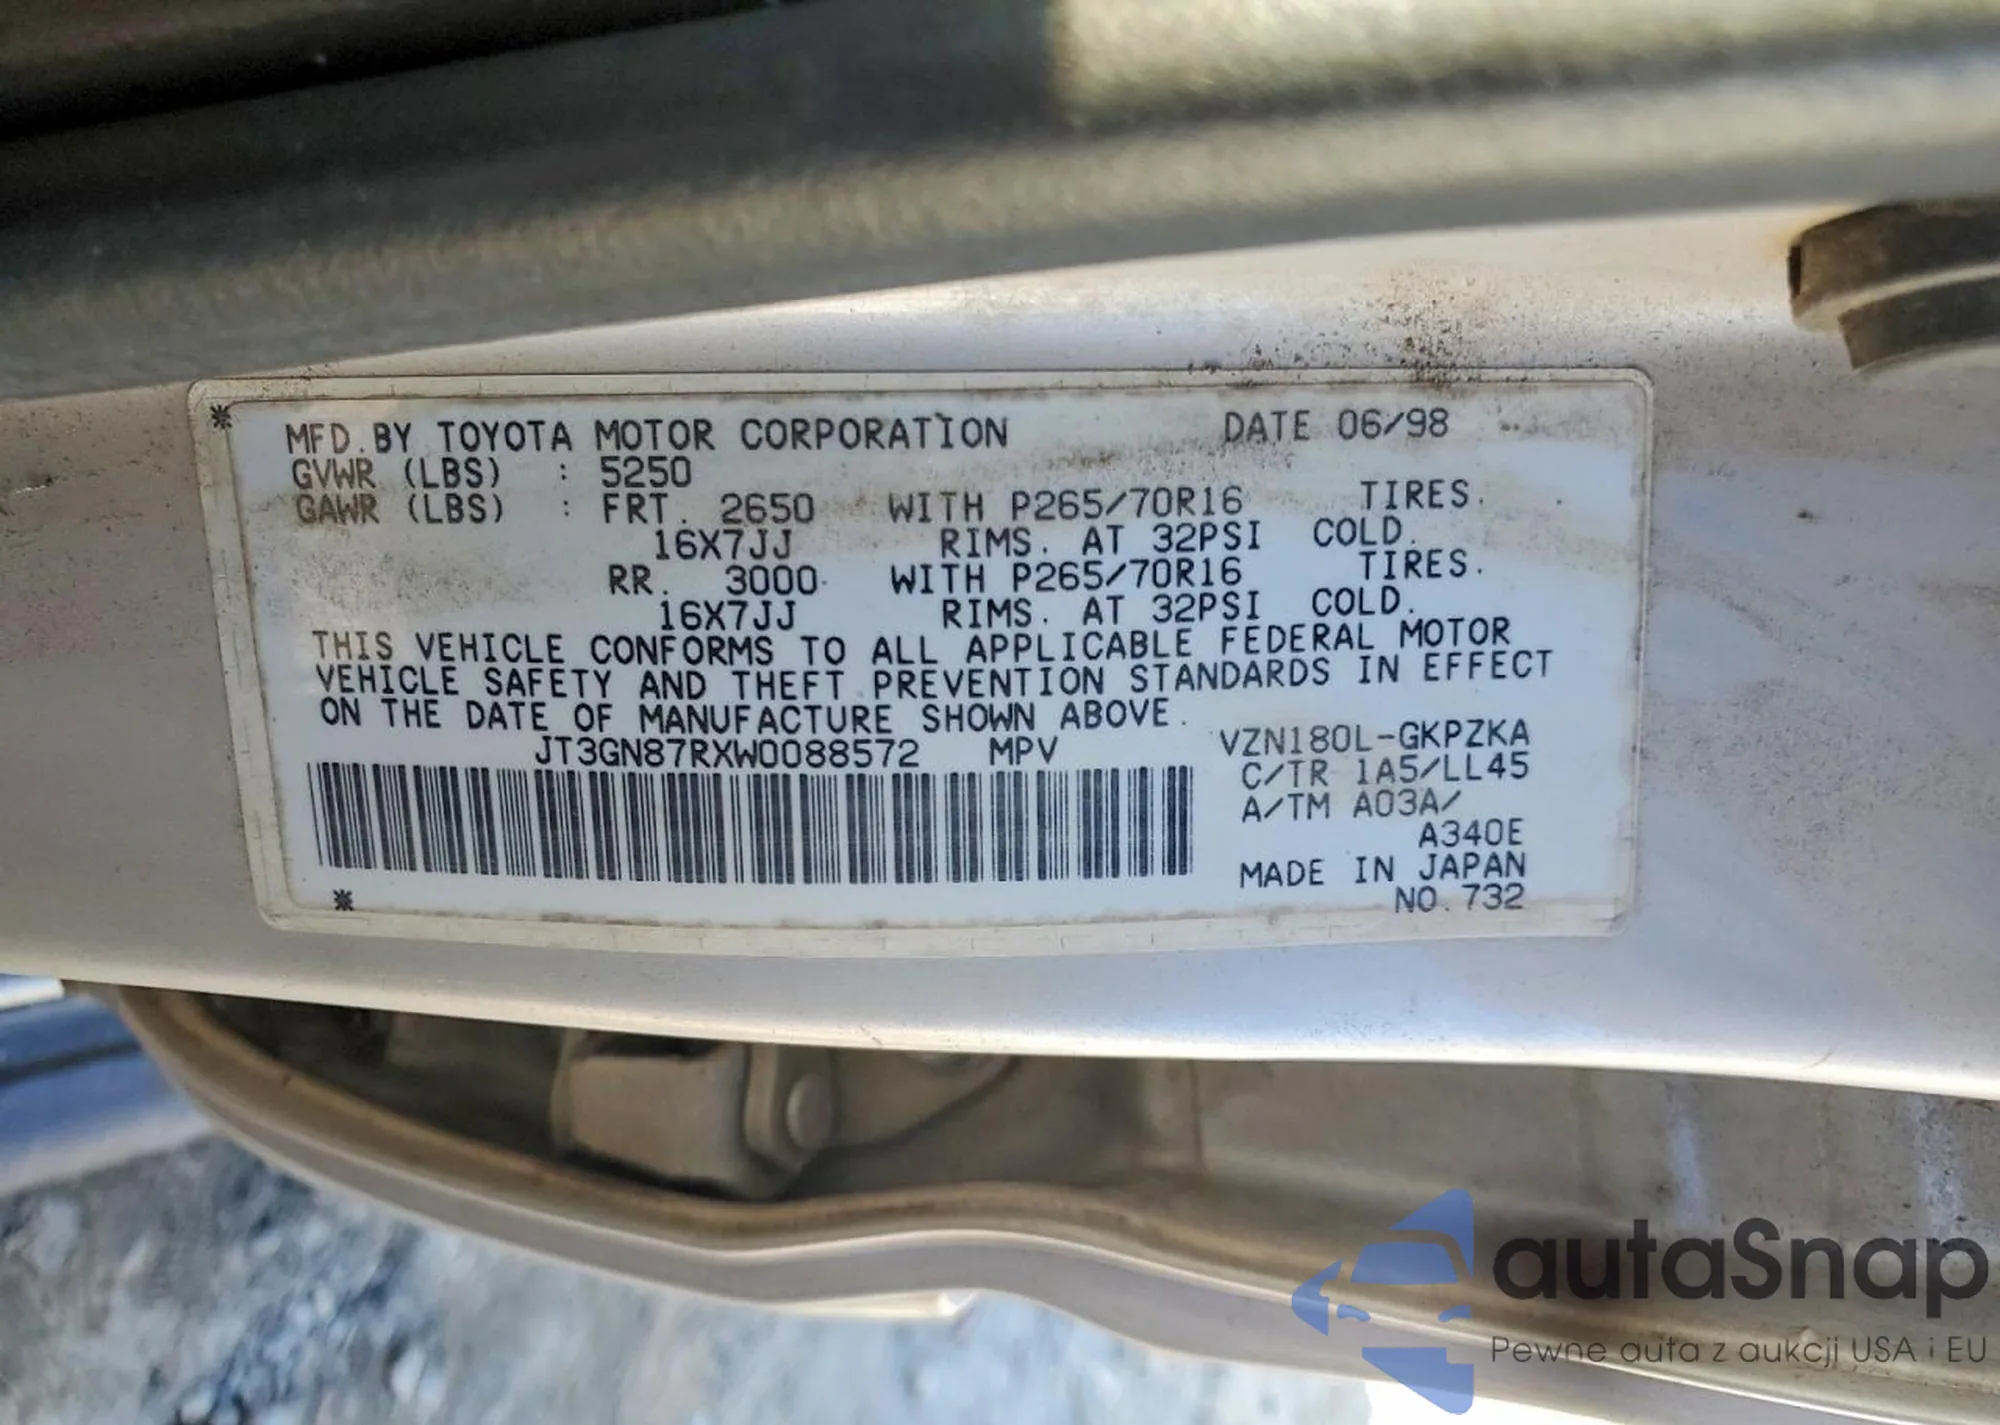 MFD. BY TOYOTA MOTOR CORPORATION DATE 06/98
GVWR (LBS) : 5250
GAWR (LBS) : FRT. 2650 WITH P265/70R16 TIRES.
16X7JJ RIMS. AT 32PSI COLD.
RR. 3000 WITH P265/70R16 TIRES.
16X7JJ RIMS. AT 32PSI COLD.
THIS VEHICLE CONFORMS TO ALL APPLICABLE FEDERAL MOTOR
VEHICLE SAFETY AND THEFT PREVENTION STANDARDS IN EFFECT
ON THE DATE OF MANUFACTURE SHOWN ABOVE.
JT3GN87RXW0088572 MPV VZN180L-GKPZKA
C/TR 1A5/LL45
A/TM A03A/
A340E
MADE IN JAPAN
NO. 732
autaSnap
Pewne auta z aukcji USA i EU